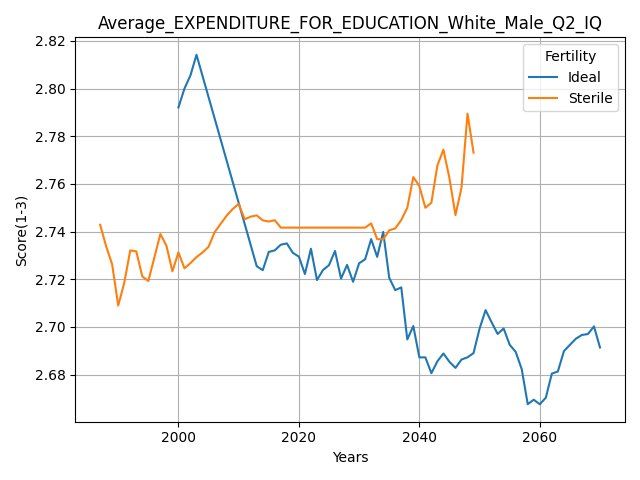 Average_EXPENDITURE_FOR_EDUCATION_White_Male_Q2_IQ
Fertility
Ideal
Sterile
Score(1-3)
2.82
2.80
2.78
2.76
2.74
2.72
2.70
2.68
2000
2020
2040
2060
Years